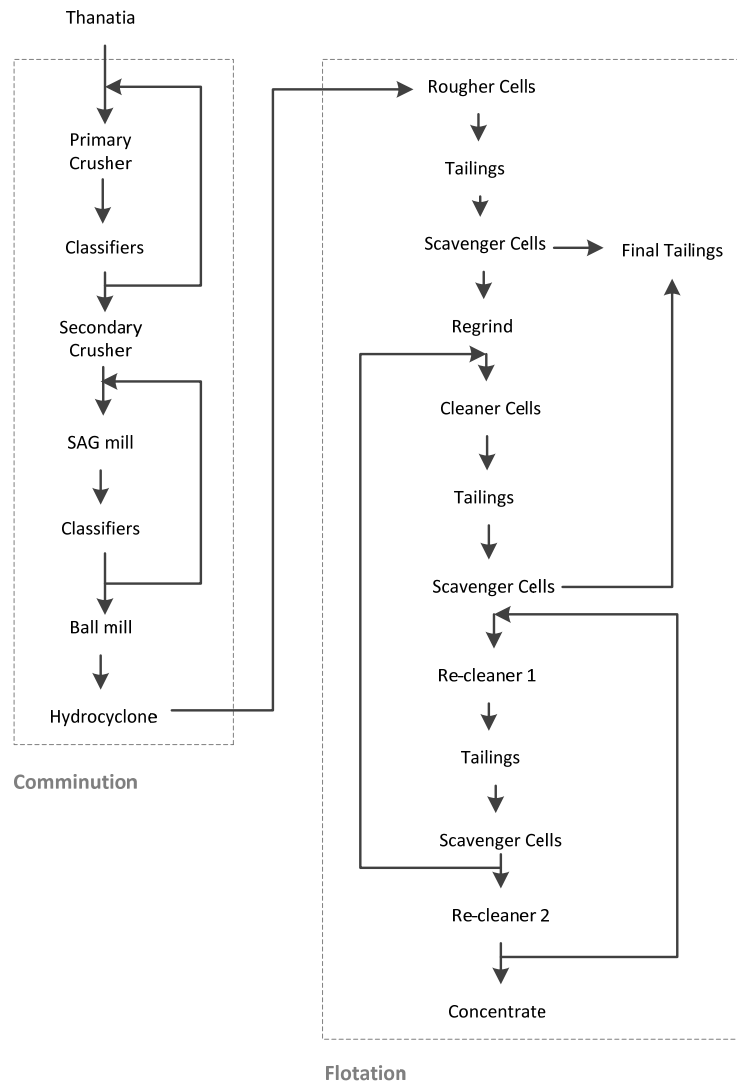 Thanatia
Primary
Crusher
Classifiers
Secondary
Crusher
SAG mill
Classifiers
Ball mill
Hydrocyclone
Comminution
Rougher Cells
Tailings
Scavenger Cells
Final Tailings
Regrind
Cleaner Cells
Tailings
Scavenger Cells
Re-cleaner 1
Tailings
Scavenger Cells
Re-cleaner 2
Concentrate
Flotation